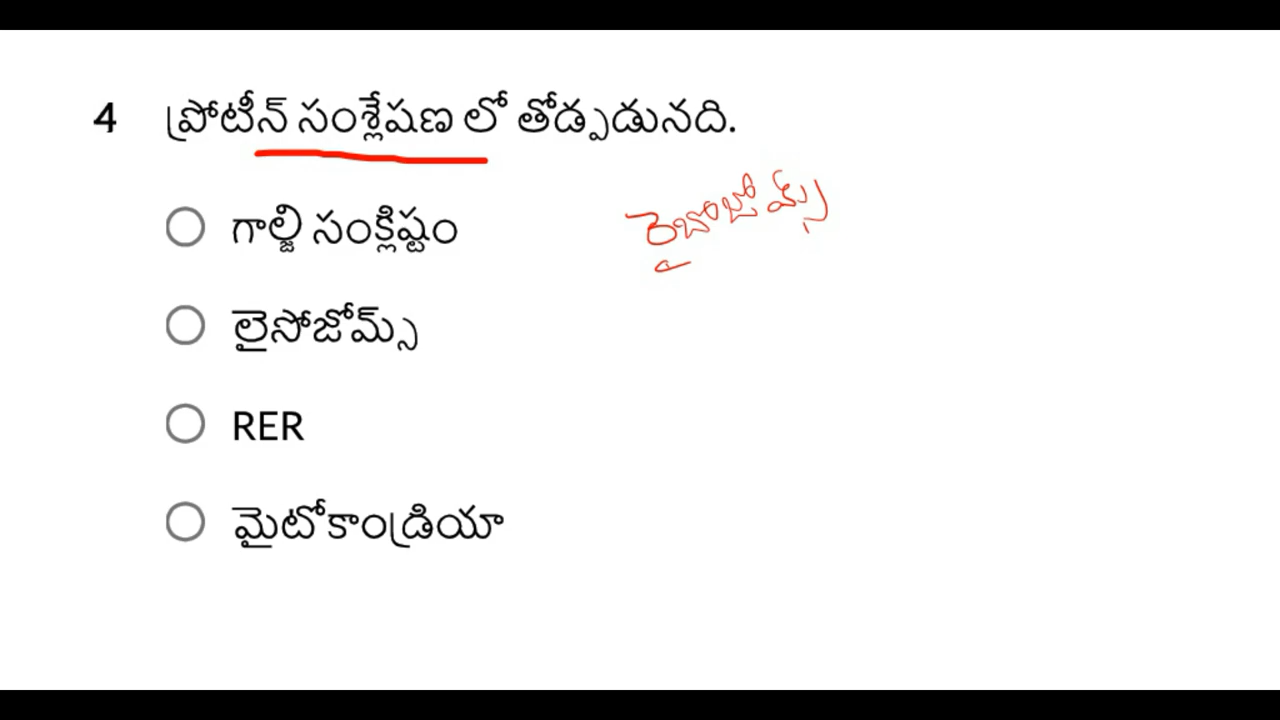 4 ప్రోటీన్ సంశ్లేషణ లో తోడ్పడునది.
రైబోజోమ్స్
గాల్జి సంక్లిష్టం
లైసోజోమ్స్
RER
మైటోకాండ్రియా